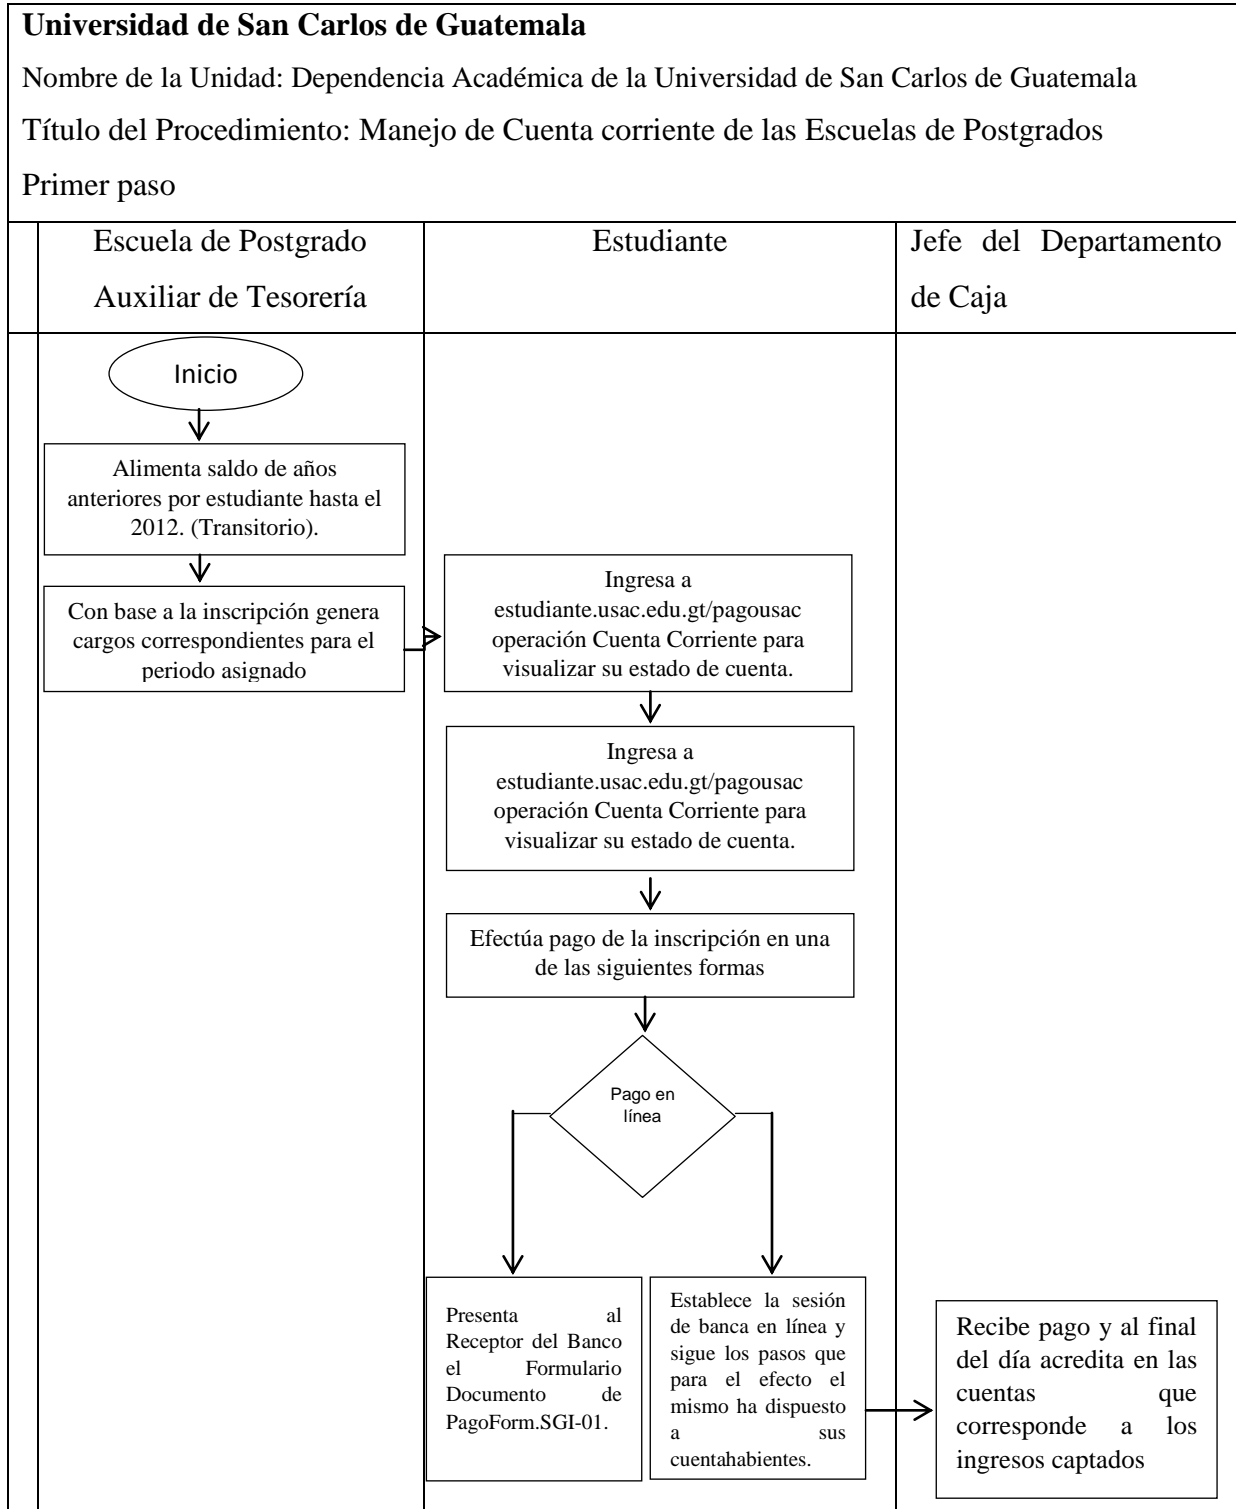 Universidad de San Carlos de Guatemala
Nombre de la Unidad: Dependencia Académica de la Universidad de San Carlos de Guatemala
Título del Procedimiento: Manejo de Cuenta corriente de las Escuelas de Postgrados
Primer paso
Escuela de Postgrado
Auxiliar de Tesorería
Estudiante
Jefe del Departamento
de Caja
Inicio
Alimenta saldo de años
anteriores por estudiante hasta el
2012. (Transitorio).
Con base a la inscripción genera
cargos correspondientes para el
periodo asignado
Ingresa a
estudiante.usac.edu.gt/pagousac
operación Cuenta Corriente para
visualizar su estado de cuenta.
Ingresa a
estudiante.usac.edu.gt/pagousac
operación Cuenta Corriente para
visualizar su estado de cuenta.
Efectúa pago de la inscripción en una
de las siguientes formas
Pago en
línea
Presenta al
Receptor del Banco
el Formulario
Documento de
PagoForm.SGI-01.
Establece la sesión
de banca en línea y
sigue los pasos que
para el efecto el
mismo ha dispuesto
a sus
cuentahabientes.
Recibe pago y al final
del día acredita en las
cuentas que
corresponde a los
ingresos captados